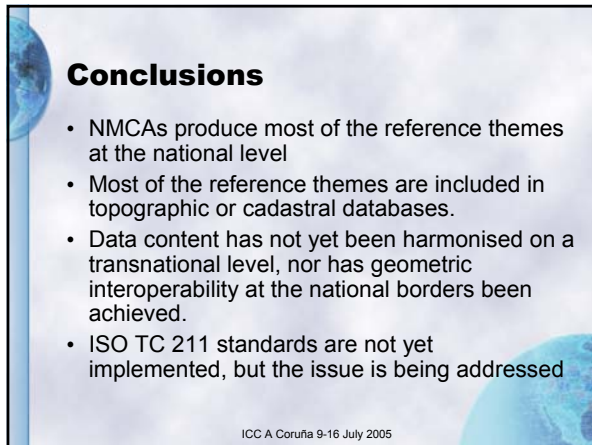 Conclusions
• NMCAs produce most of the reference themes
at the national level
• Most of the reference themes are included in
topographic or cadastral databases.
• Data content has not yet been harmonised on a
transnational level, nor has geometric
interoperability at the national borders been
achieved.
• ISO TC 211 standards are not yet
implemented, but the issue is being addressed
ICC A Coruña 9-16 July 2005